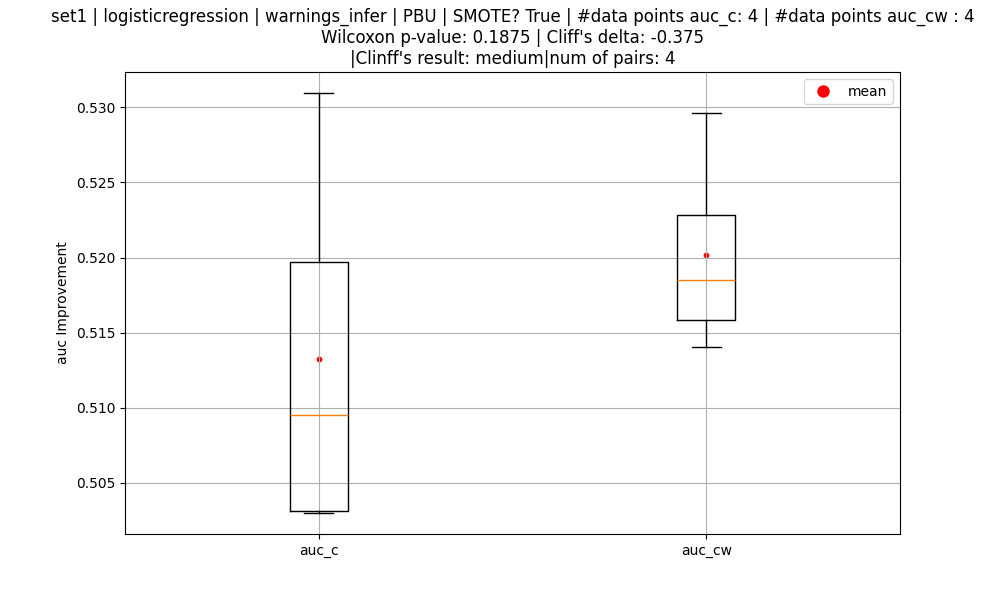 set1 | logisticregression | warnings_infer | PBU | SMOTE? True | #data points auc_c: 4 | #data points auc_cw : 4
Wilcoxon p-value: 0.1875 | Cliff's delta: -0.375
|Clinff's result: medium|num of pairs: 4
mean
0.530
0.525
0.520
0.515
0.510
0.505
auc Improvement
auc_c
auc_cw